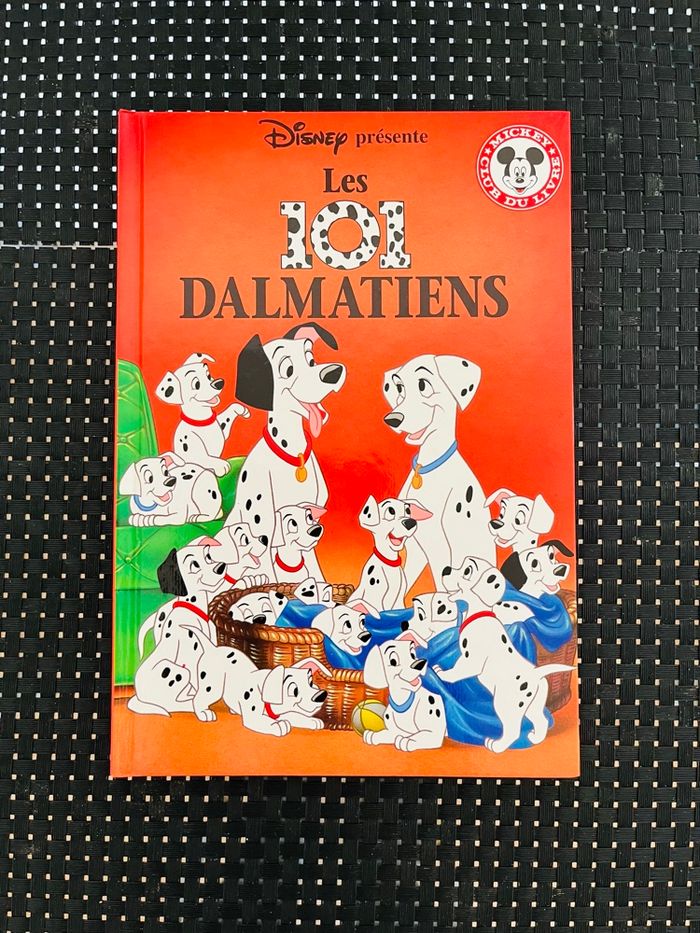 Disney présente
Les
101
DALMATIENS
MICKEY
CLUB DU LIVRE